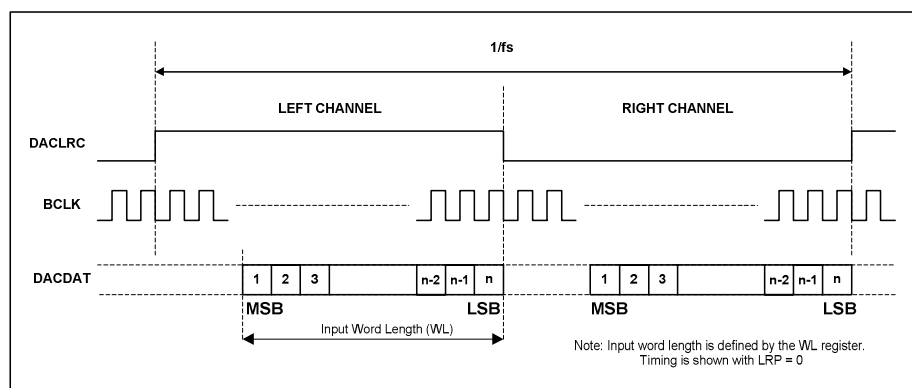 1/fs
LEFT CHANNEL
RIGHT CHANNEL
DACLRC
BCLK
DACDAT
1 2 3 n-2 n-1 n 1 2 3 n-2 n-1 n
MSB LSB MSB LSB
Input Word Length (WL)
Note: Input word length is defined by the WL register.
Timing is shown with LRP = 0